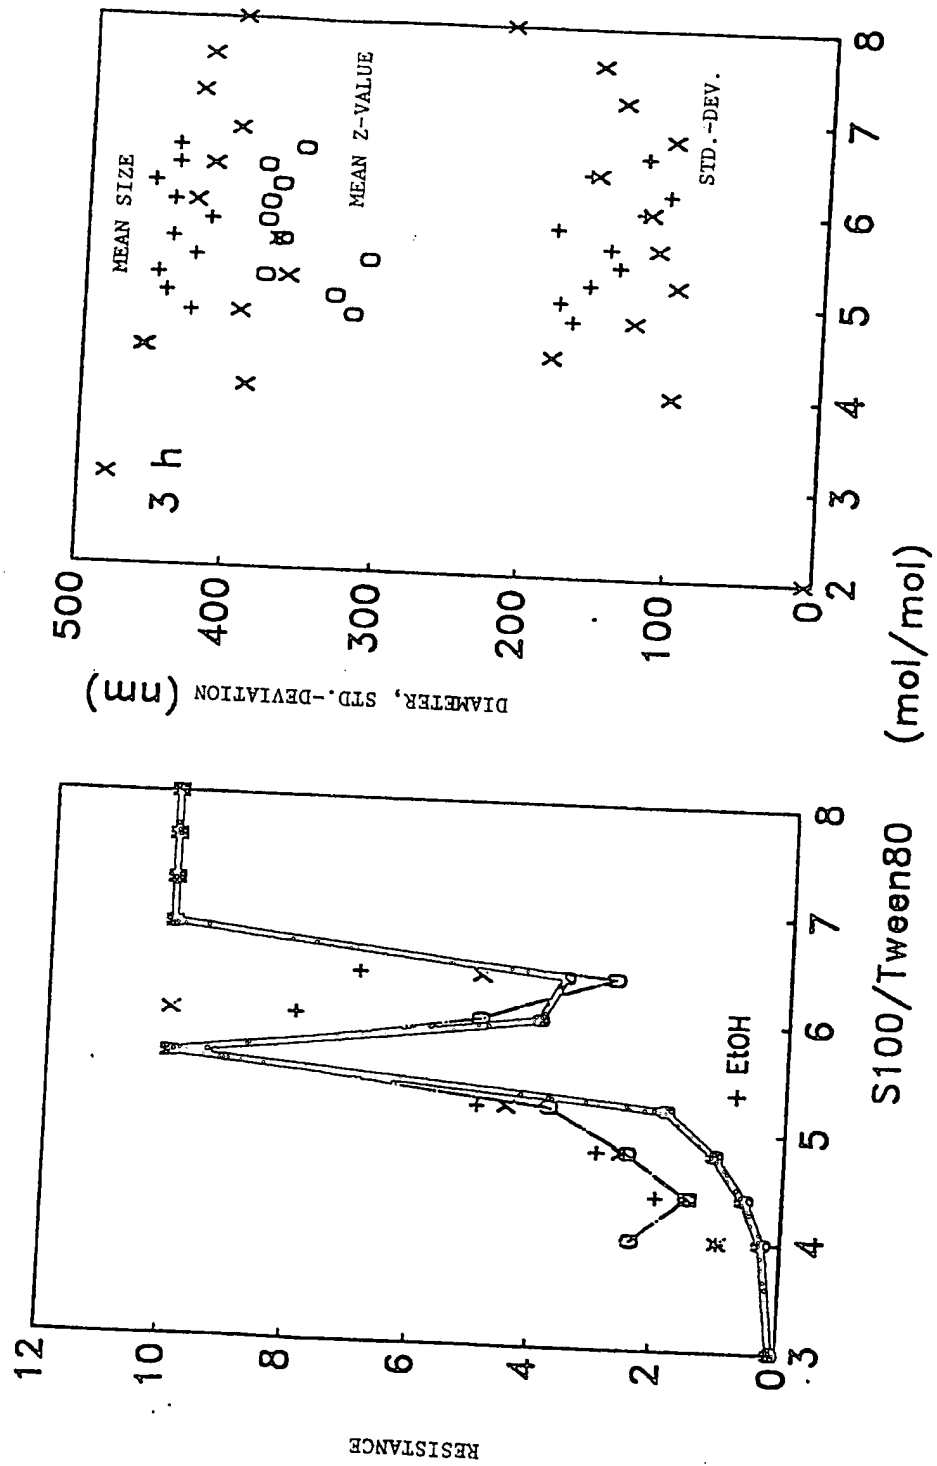 RESISTANCE
12
10
8
6
4
2
0
3
4
5
6
7
8
+ EtOH
S100/Tween80
(mol/mol)
DIAMETER, STD.-DEVIATION (nm)
500
400
300
200
100
0
2
3
4
5
6
7
8
3 h
MEAN SIZE
MEAN Z-VALUE
STD.-DEV.